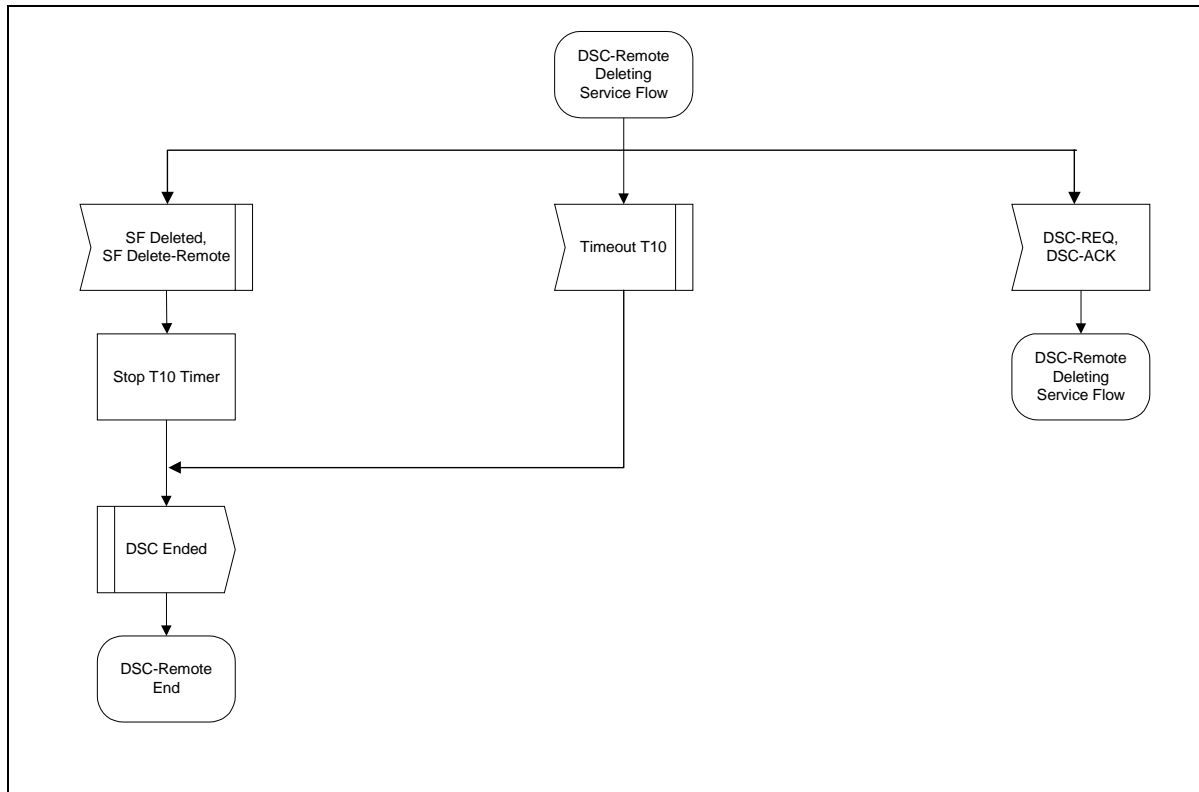 DSC-Remote
Deleting
Service Flow
SF Deleted,
SF Delete-Remote
Timeout T10
DSC-REQ,
DSC-ACK
Stop T10 Timer
DSC-Remote
Deleting
Service Flow
DSC Ended
DSC-Remote
End